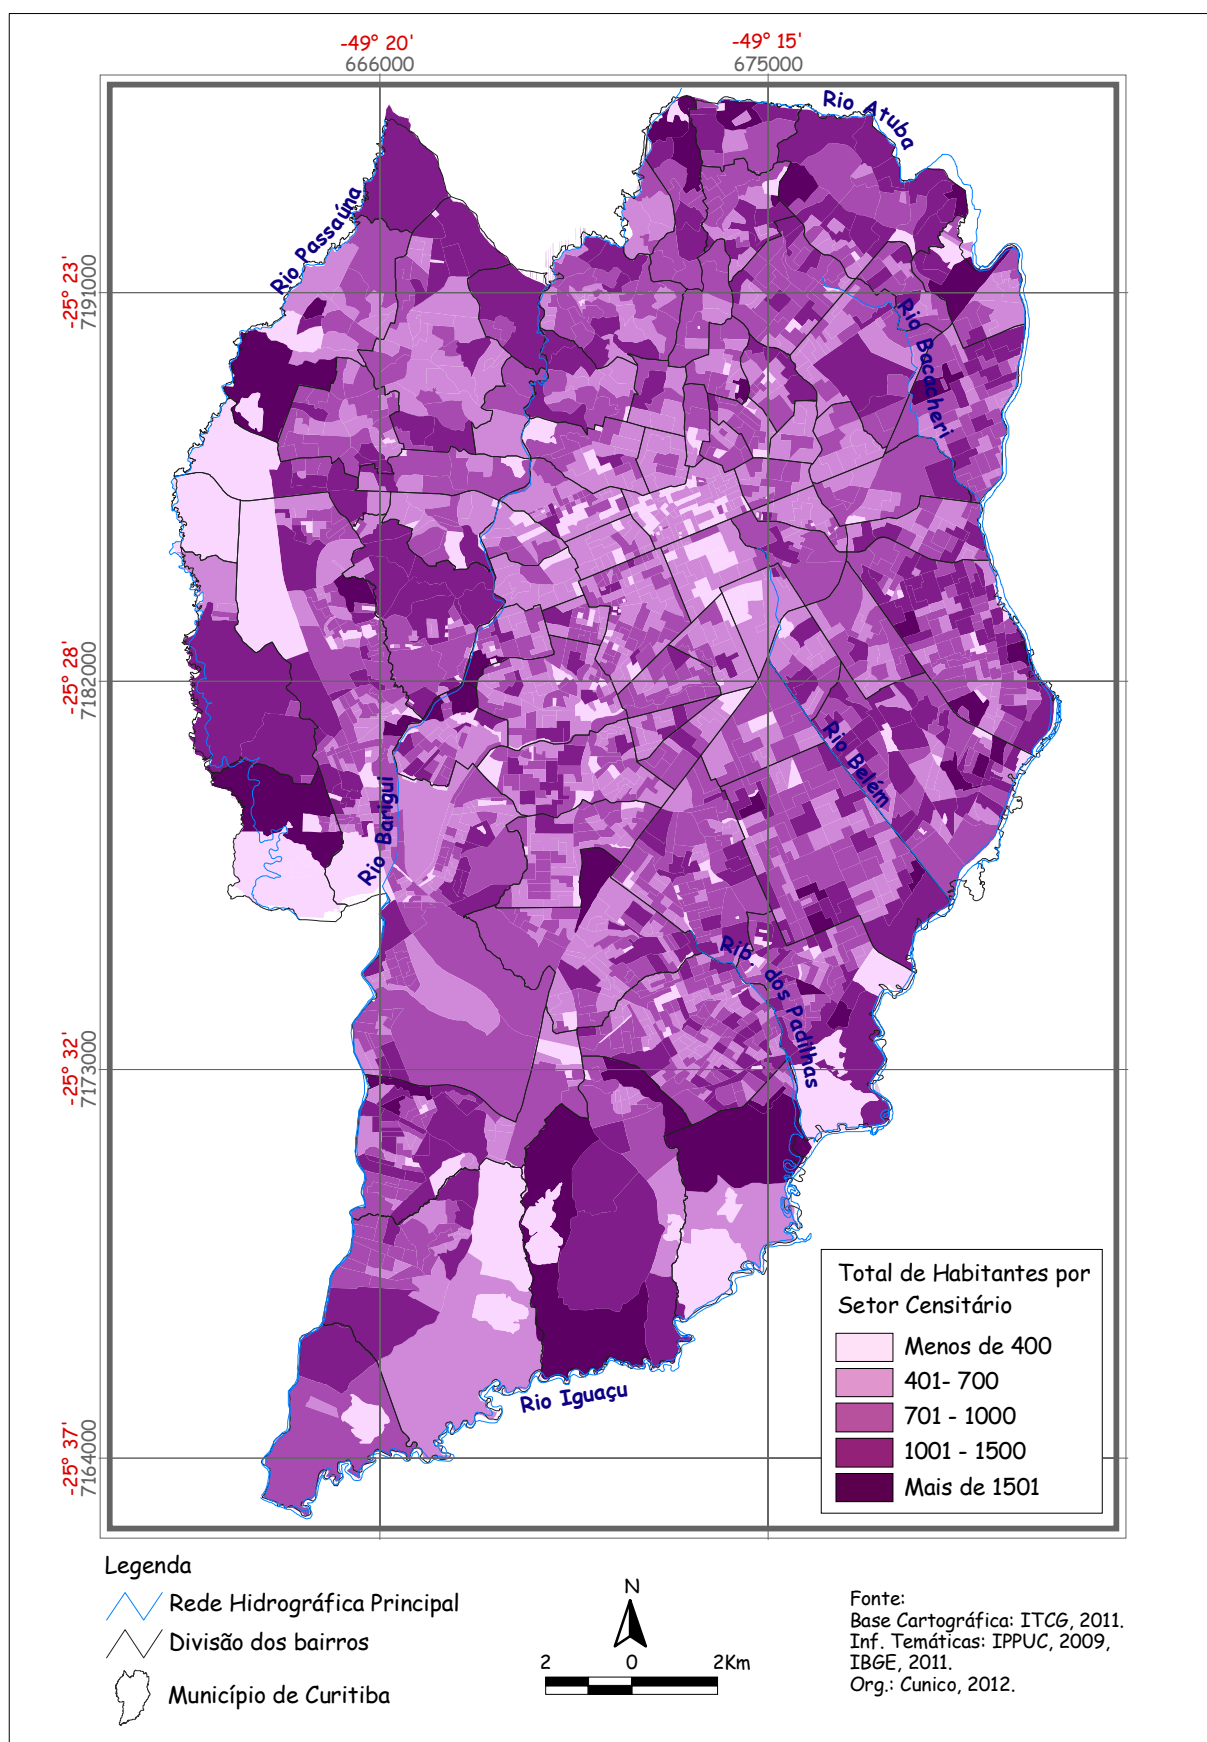 -49° 20'
-49° 15'
666000
675000
Rio Atuba
Rio Passaúna
-25° 23'
7191000
Rio Bacacheri
-25° 28'
7182000
Rio Belém
Rio Barigui
Rib. dos Padilhas
-25° 32'
7173000
Total de Habitantes por
Setor Censitário
Menos de 400
401- 700
701 - 1000
1001 - 1500
Mais de 1501
Rio Iguaçu
-25° 37'
7164000
Legenda
Rede Hidrográfica Principal
Divisão dos bairros
Município de Curitiba
N
2 0 2Km
Fonte:
Base Cartográfica: ITCG, 2011.
Inf. Temáticas: IPPUC, 2009,
IBGE, 2011.
Org.: Cunico, 2012.